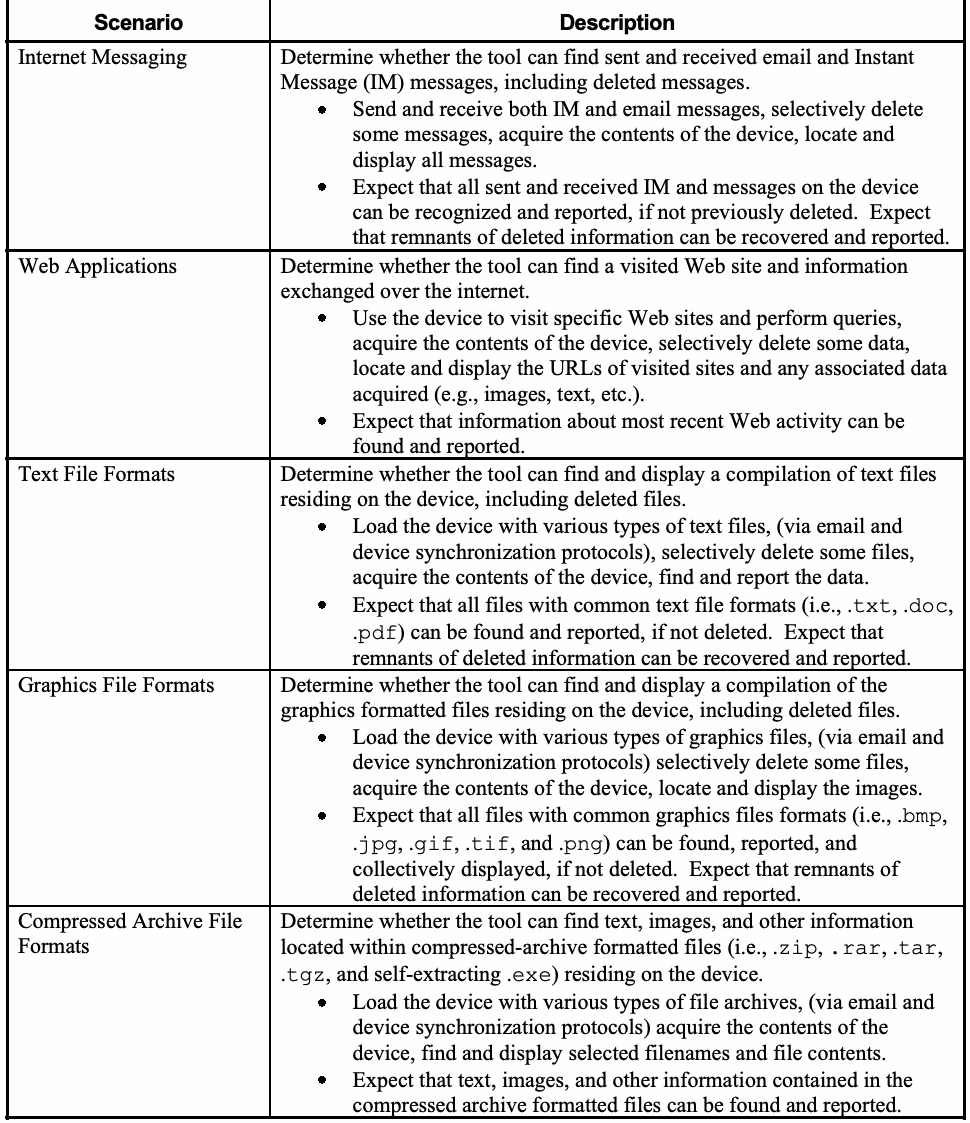 Scenario
Description
Internet Messaging
Determine whether the tool can find sent and received email and Instant
Message (IM) messages, including deleted messages.
• Send and receive both IM and email messages, selectively delete
some messages, acquire the contents of the device, locate and
display all messages.
• Expect that all sent and received IM and messages on the device
can be recognized and reported, if not previously deleted. Expect
that remnants of deleted information can be recovered and reported.
Web Applications
Determine whether the tool can find a visited Web site and information
exchanged over the internet.
• Use the device to visit specific Web sites and perform queries,
acquire the contents of the device, selectively delete some data,
locate and display the URLs of visited sites and any associated data
acquired (e.g., images, text, etc.).
• Expect that information about most recent Web activity can be
found and reported.
Text File Formats
Determine whether the tool can find and display a compilation of text files
residing on the device, including deleted files.
• Load the device with various types of text files, (via email and
device synchronization protocols), selectively delete some files,
acquire the contents of the device, find and report the data.
• Expect that all files with common text file formats (i.e., .txt, .doc,
.pdf) can be found and reported, if not deleted. Expect that
remnants of deleted information can be recovered and reported.
Graphics File Formats
Determine whether the tool can find and display a compilation of the
graphics formatted files residing on the device, including deleted files.
• Load the device with various types of graphics files, (via email and
device synchronization protocols) selectively delete some files,
acquire the contents of the device, locate and display the images.
• Expect that all files with common graphics files formats (i.e., .bmp,
.jpg, .gif, .tif, and .png) can be found, reported, and
collectively displayed, if not deleted. Expect that remnants of
deleted information can be recovered and reported.
Compressed Archive File
Formats
Determine whether the tool can find text, images, and other information
located within compressed-archive formatted files (i.e., .zip, .rar, .tar,
.tgz, and self-extracting .exe) residing on the device.
• Load the device with various types of file archives, (via email and
device synchronization protocols) acquire the contents of the
device, find and display selected filenames and file contents.
• Expect that text, images, and other information contained in the
compressed archive formatted files can be found and reported.